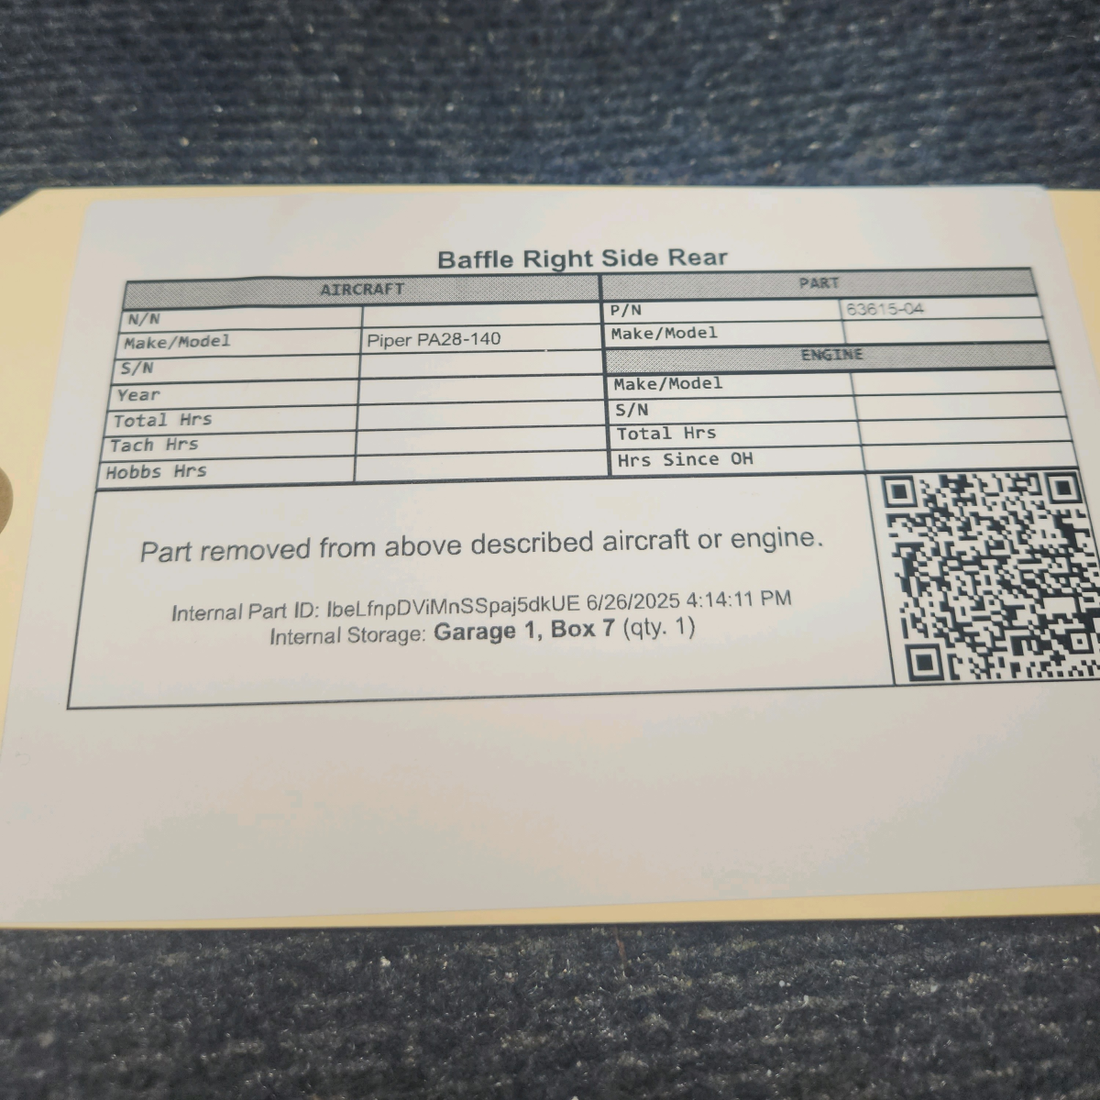 Baffle Right Side Rear
AIRCRAFT
N/N
Make/Model Piper PA28-140
S/N
Year
Total Hrs
Tach Hrs
Hobbs Hrs
PART
P/N 63615-04
Make/Model
ENGINE
Make/Model
S/N
Total Hrs
Hrs Since OH
Part removed from above described aircraft or engine.
Internal Part ID: IbeLfnpDViMnSSpaj5dkUE 6/26/2025 4:14:11 PM
Internal Storage: Garage 1, Box 7 (qty. 1)